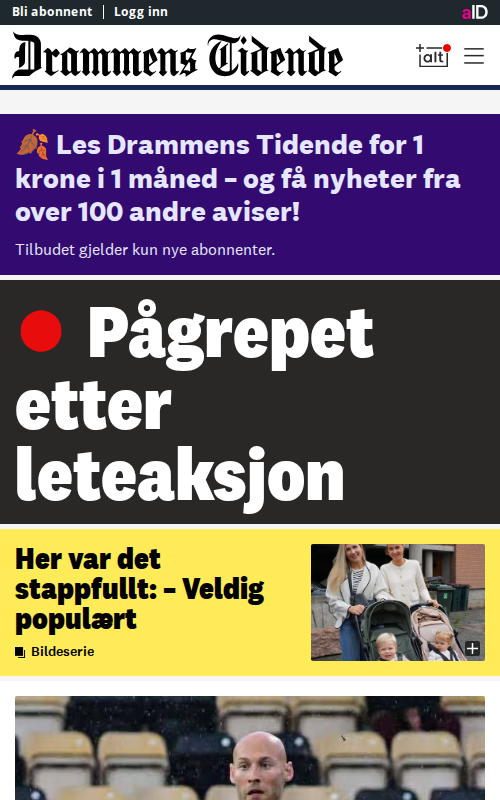 Bli abonnent
Logg inn
aID
Drammens Tidende
+alt
Les Drammens Tidende for 1
krone i 1 måned – og få nyheter fra
over 100 andre aviser!
Tilbudet gjelder kun nye abonnenter.
Pågrepet
etter
leteaksjon
Her var det
stappfullt: – Veldig
populært
Bildeserie